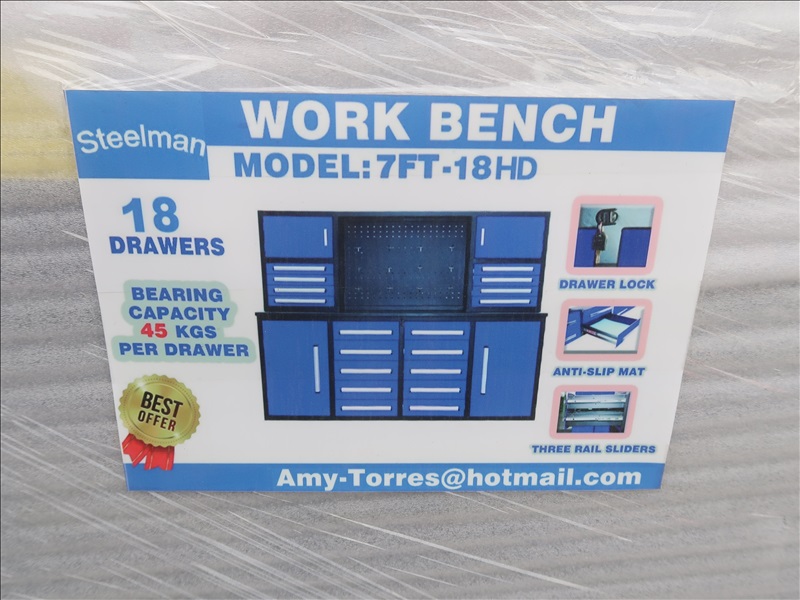 Steelman
WORK BENCH
MODEL:7FT-18HD
18
DRAWERS
BEARING
CAPACITY
45 KGS
PER DRAWER
BEST
OFFER
DRAWER LOCK
ANTI-SLIP MAT
THREE RAIL SLIDERS
Amy-Torres@hotmail.com